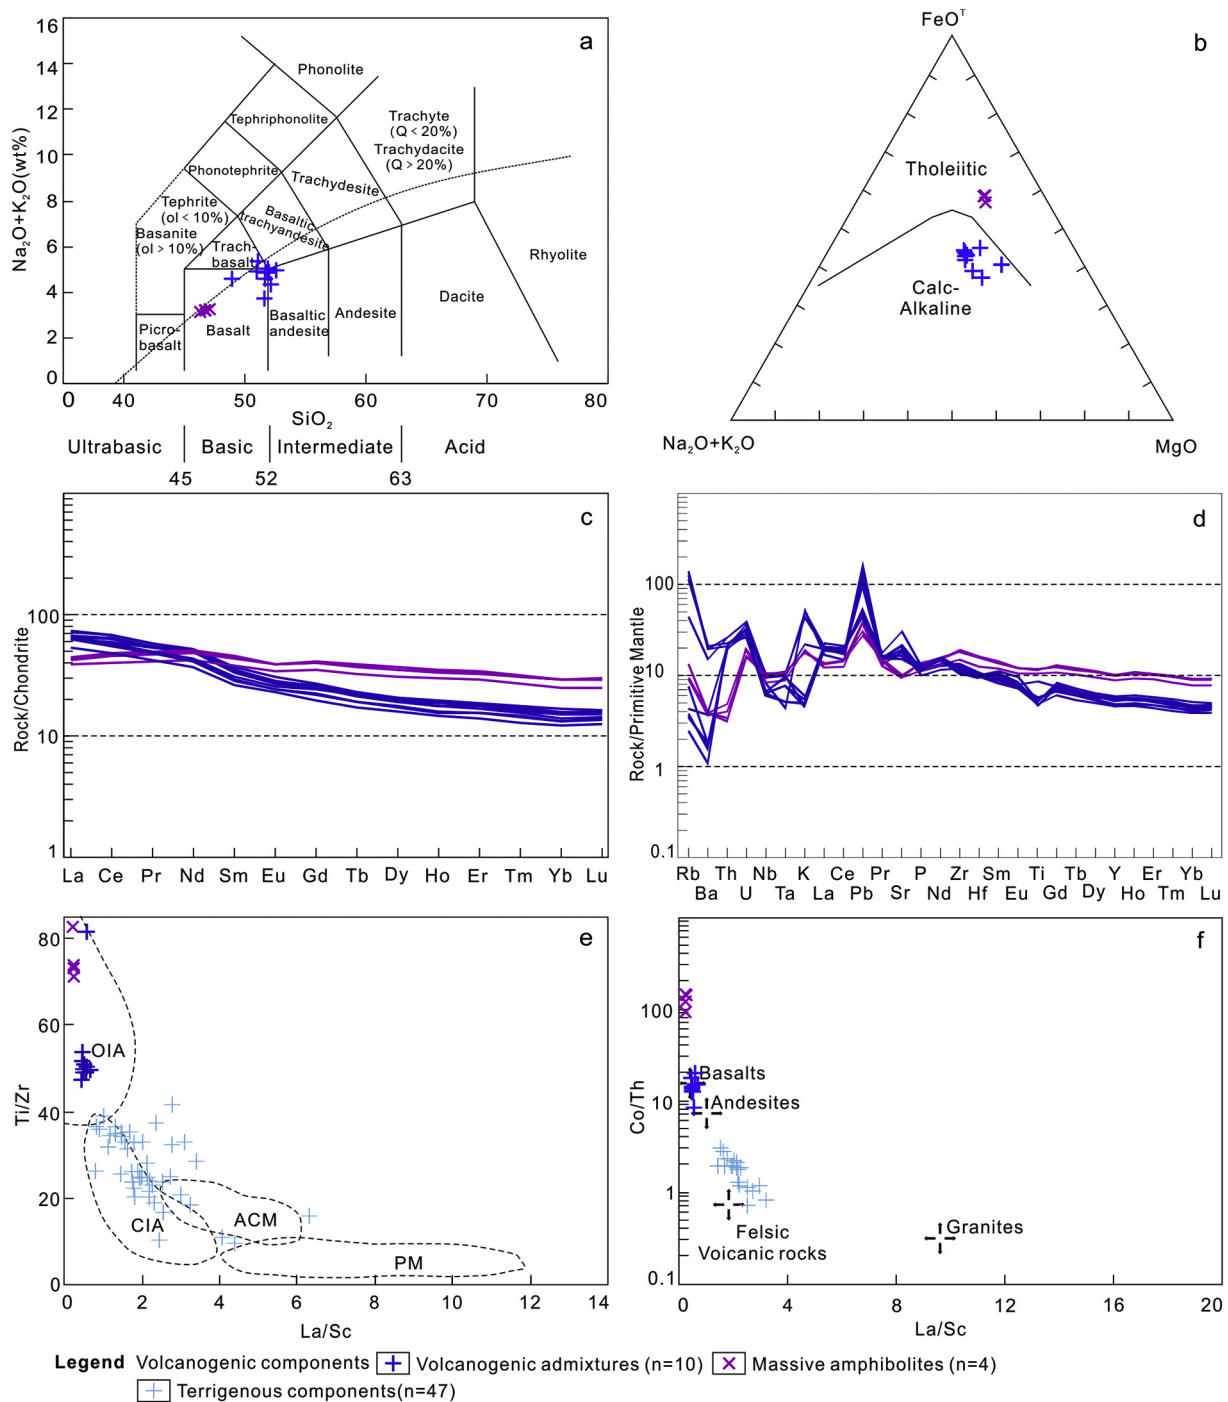 a
Na₂O+K₂O(wt%)
16
14
12
10
8
6
4
2
0
Phonolite
Tephriphonolite
Trachyte
(Q < 20%)
Trachydacite
(Q > 20%)
Phonotephrite
Trachydesite
Tephrite
(ol < 10%)
Basanite
(ol > 10%)
Basaltic
trachyandesite
Trach-
basalt
Rhyolite
Picro-
basalt
Basalt
Basaltic
andesite
Andesite
Dacite
0 40 50 60 70 80
SiO₂
Ultrabasic Basic Intermediate Acid
45 52 63
b
FeOᵀ
Tholeiitic
Calc-
Alkaline
Na₂O+K₂O
MgO
c
Rock/Chondrite
100
10
1
La Ce Pr Nd Sm Eu Gd Tb Dy Ho Er Tm Yb Lu
d
Rock/Primitive Mantle
100
10
1
0.1
Rb Th Nb K Ce Pr P Zr Sm Ti Tb Y Er Yb
Ba U Ta La Pb Sr Nd Hf Eu Gd Dy Ho Tm Lu
e
Ti/Zr
80
60
40
20
0
OIA
CIA
ACM
PM
0 2 4 6 8 10 12 14
La/Sc
f
Co/Th
100
10
1
0.1
Basalts
Andesites
Felsic
Voicanic rocks
Granites
0 4 8 12 16 20
La/Sc
Legend Volcanogenic components Volcanogenic admixtures (n=10) Massive amphibolites (n=4)
Terrigenous components(n=47)